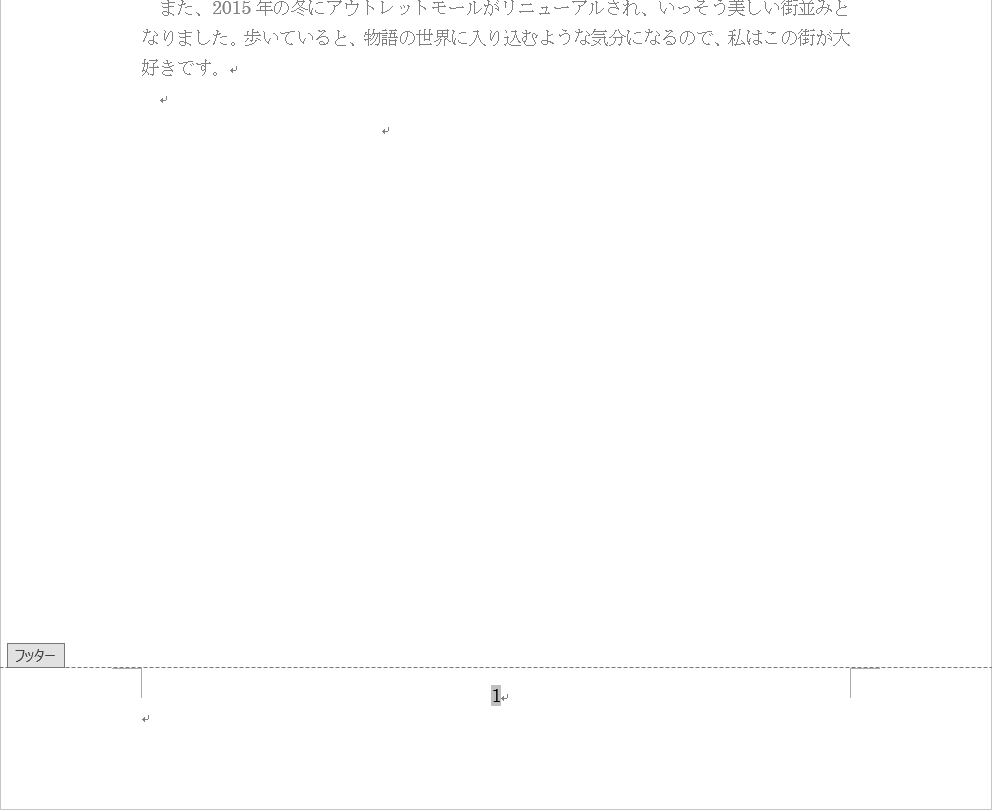 また、2015 年の冬にアウトレットモールがリニューアルされ、いっそう美しい街並みと
なりました。歩いていると、物語の世界に入り込むような気分になるので、私はこの街が大
好きです。
フッター
1